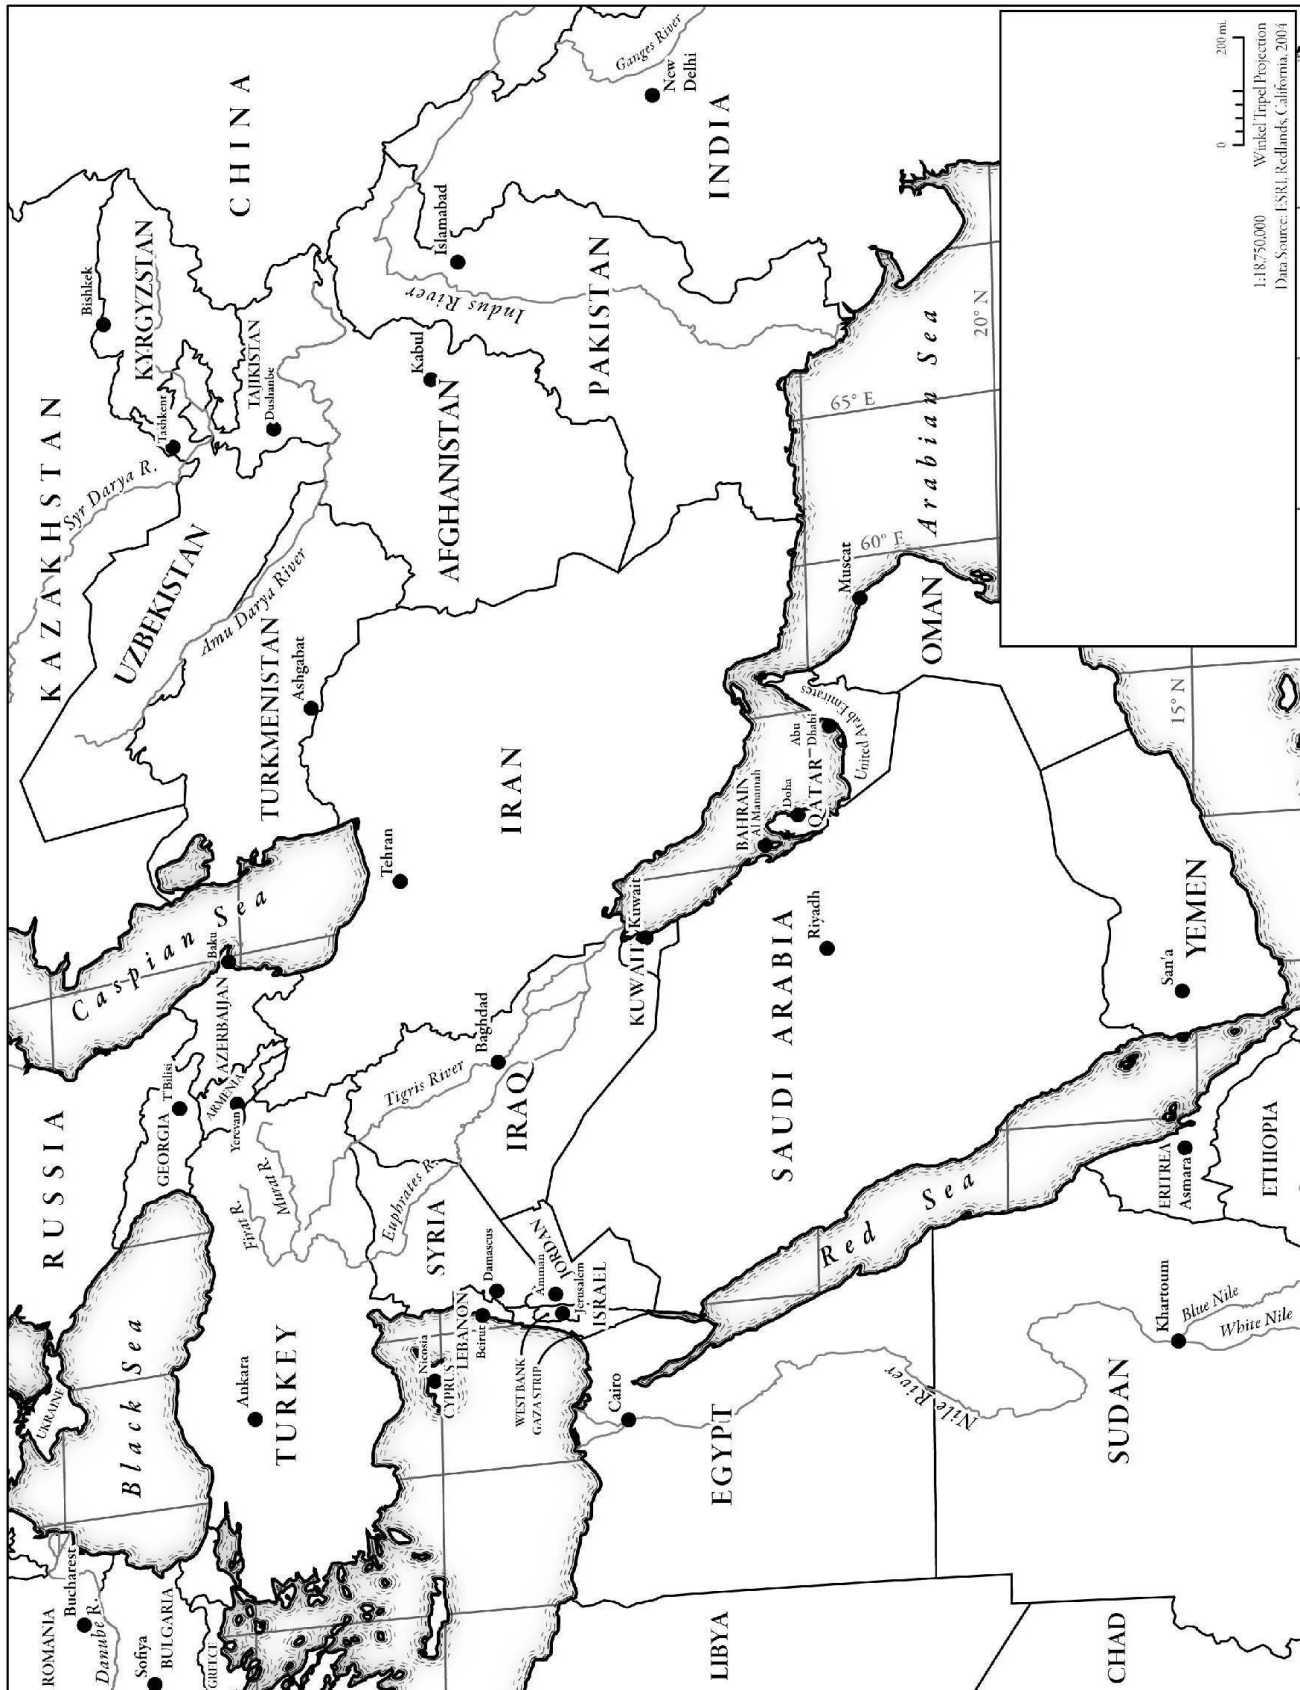 ROMANIA
Bucharest
Danube R.
Sofiya
BULGARIA
GREECE
UKRAINE
Black Sea
RUSSIA
GEORGIA
T'Bilisi
ARMENIA
Yerevan
AZERBAIJAN
Baku
Caspian Sea
KAZAKHSTAN
Syr Darya R.
UZBEKISTAN
Tashkent
Amu Darya River
TURKMENISTAN
Ashgabat
Bishkek
KYRGYZSTAN
TAJIKISTAN
Dushanbe
CHINA
Ankara
TURKEY
Firat R.
Murat R.
Tehran
IRAN
Kabul
AFGHANISTAN
Islamabad
Indus River
PAKISTAN
Ganges River
New
Delhi
INDIA
Nicosia
CYPRUS
LEBANON
Beirut
SYRIA
Damascus
Euphrates R.
Tigris River
Baghdad
IRAQ
WEST BANK
GAZA STRIP
Amman
JORDAN
Jerusalem
ISRAEL
KUWAIT
Kuwait
BAHRAIN
Al Manamah
Doha
QATAR
Abu
Dhabi
United Arab Emirates
Muscat
OMAN
60° E
65° E
Arabian Sea
20° N
Cairo
EGYPT
Nile River
Red Sea
SAUDI ARABIA
Riyadh
LIBYA
CHAD
SUDAN
Khartoum
Blue Nile
White Nile
ERITREA
Asmara
ETHIOPIA
San'a
YEMEN
15° N
0 200 mi.
1:18,750,000 Winkel Tripel Projection
Data Source: ESRI, Redlands, California, 2004